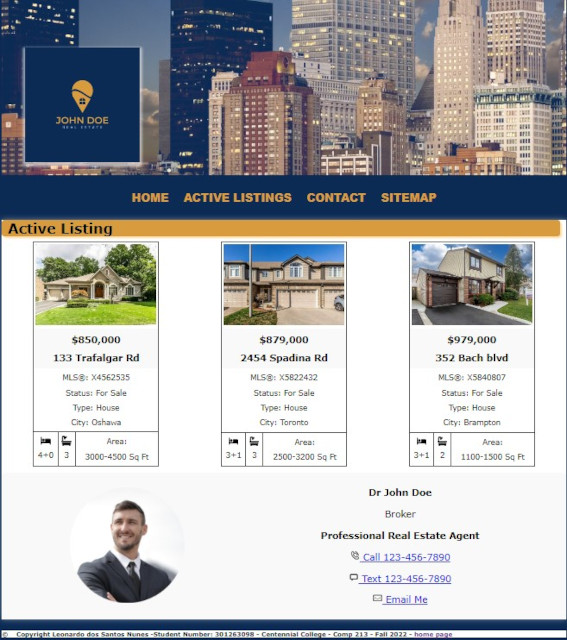 JOHN DOE
REAL ESTATE
HOME ACTIVE LISTINGS CONTACT SITEMAP
Active Listing
$850,000
133 Trafalgar Rd
MLS®: X4562535
Status: For Sale
Type: House
City: Oshawa
4+0 3 Area:
3000-4500 Sq Ft
$879,000
2454 Spadina Rd
MLS®: X5822432
Status: For Sale
Type: House
City: Toronto
3+1 3 Area:
2500-3200 Sq Ft
$979,000
352 Bach blvd
MLS®: X5840807
Status: For Sale
Type: House
City: Brampton
3+1 2 Area:
1100-1500 Sq Ft
Dr John Doe
Broker
Professional Real Estate Agent
Call 123-456-7890
Text 123-456-7890
Email Me
© Copyright Leonardo dos Santos Nunes -Student Number: 301263098 - Centennial College - Comp 213 - Fall 2022 - home page